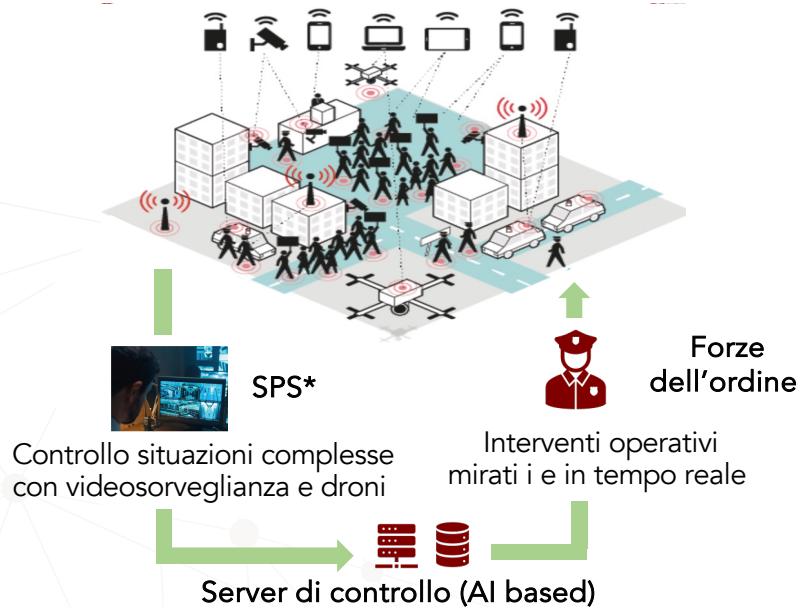 SPS*
Controllo situazioni complesse
con videosorveglianza e droni
Forze
dell'ordine
Interventi operativi
mirati i e in tempo reale
Server di controllo (AI based)